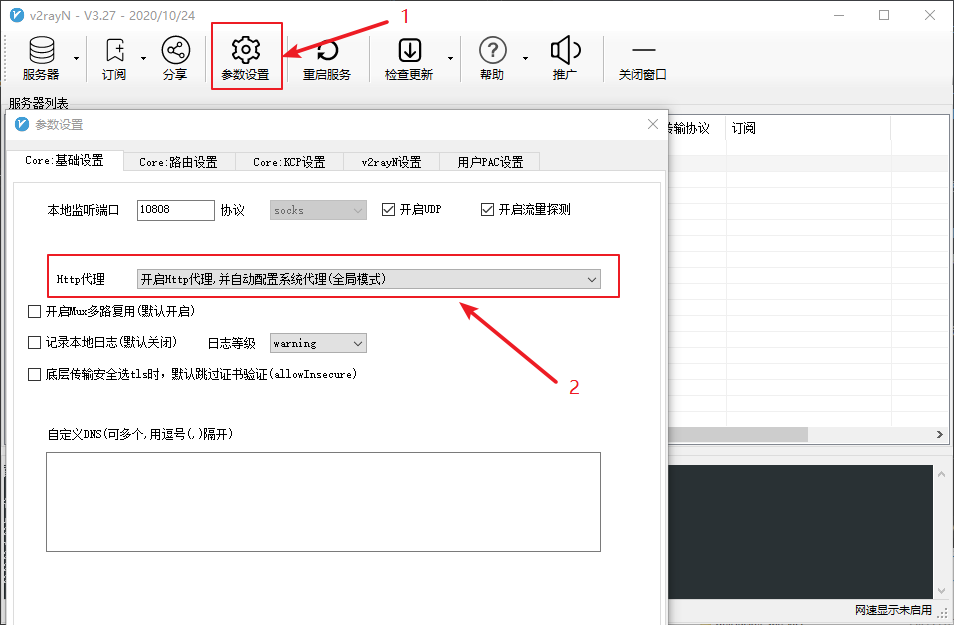 v2rayN - V3.27 - 2020/10/24
1
服务器 订阅 分享 参数设置 重启服务 检查更新 帮助 推广 关闭窗口
服务器列表
参数设置
传输协议 订阅
Core:基础设置 Core:路由设置 Core:KCP设置 v2rayN设置 用户PAC设置
本地监听端口 10808 协议 socks 开启UDP 开启流量探测
Http代理 开启Http代理,并自动配置系统代理(全局模式)
开启Mux多路复用(默认开启)
记录本地日志(默认关闭) 日志等级 warning
底层传输安全选tls时，默认跳过证书验证(allowInsecure)
2
自定义DNS(可多个,用逗号(,)隔开)
网速显示未启用